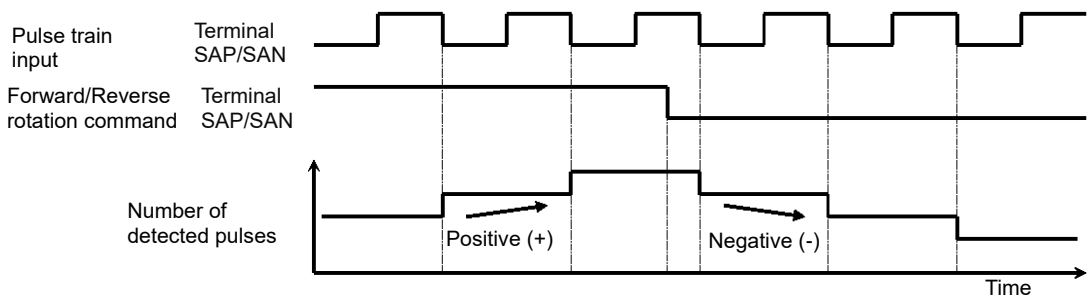 Pulse train
input
Terminal
SAP/SAN
Forward/Reverse
rotation command
Terminal
SAP/SAN
Number of
detected pulses
Positive (+)
Negative (-)
Time